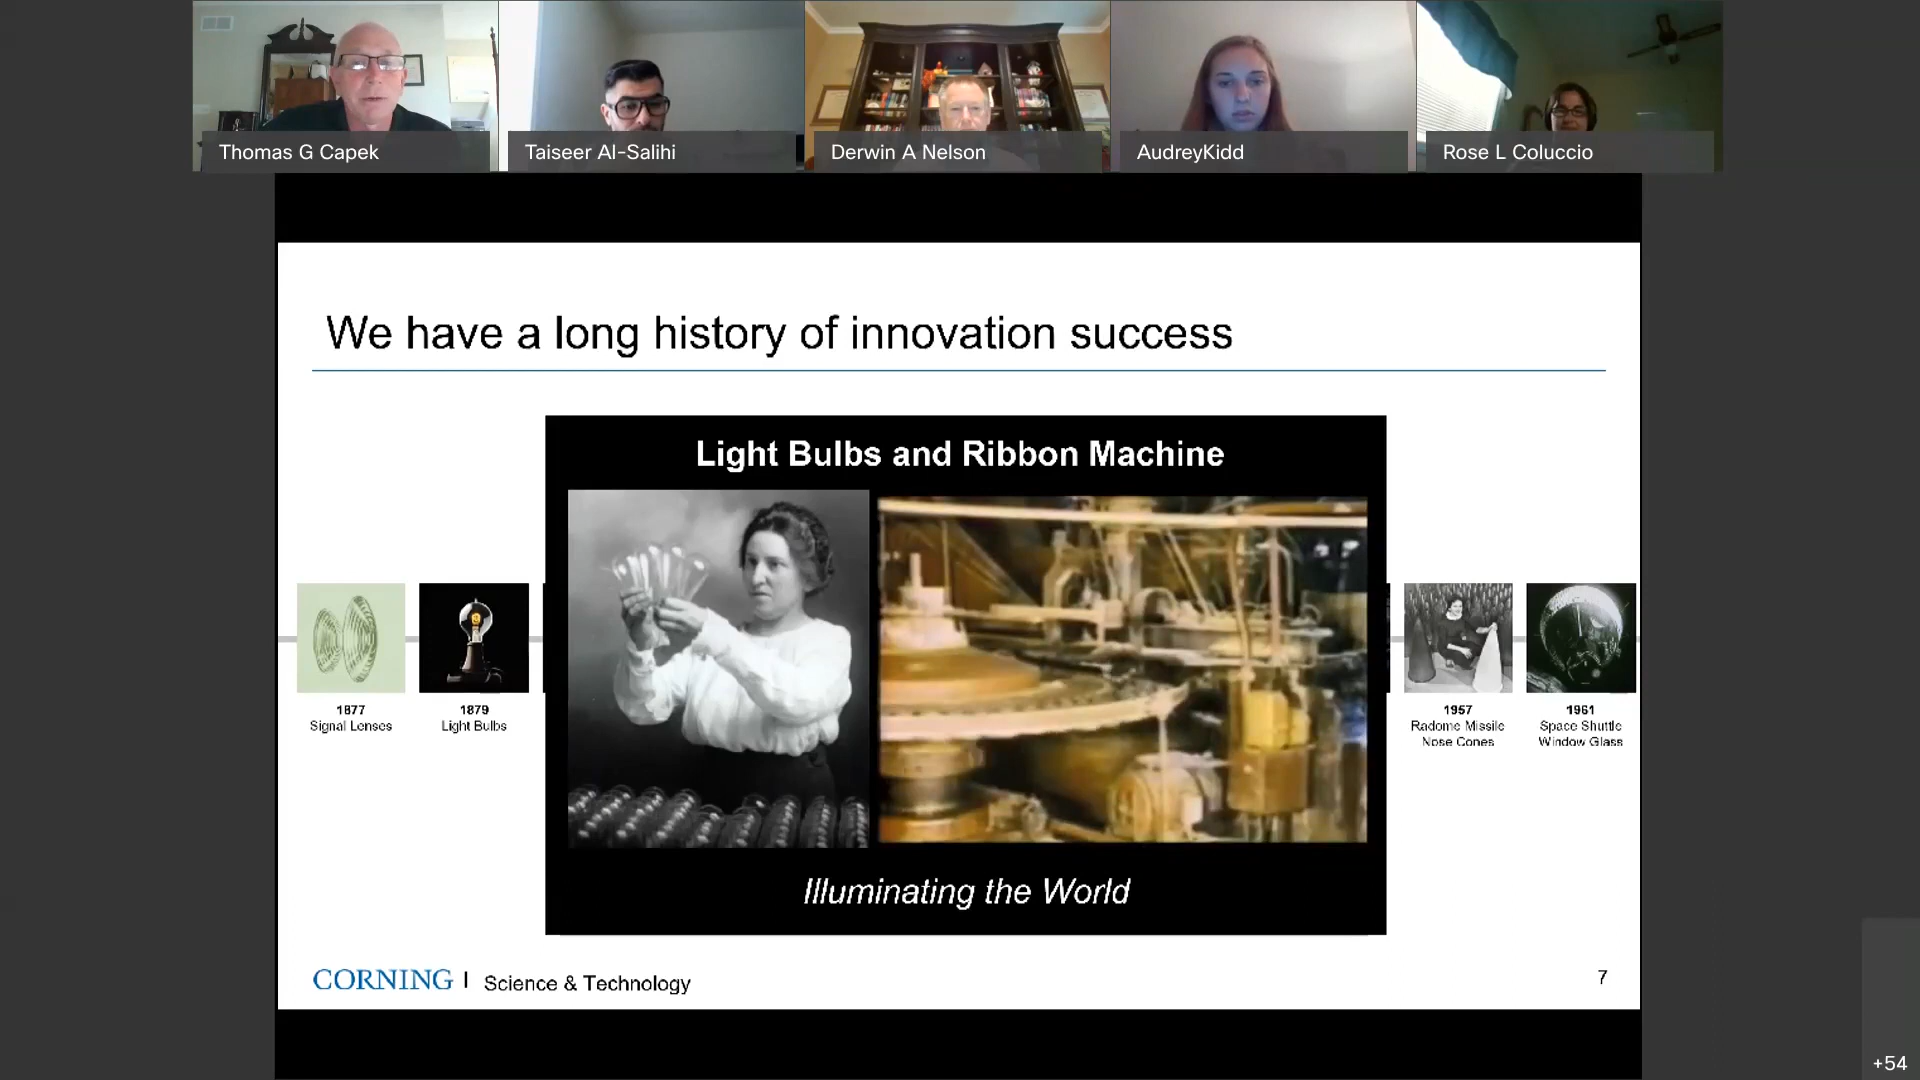 Thomas G Capek
Taiseer Al-Salihi
Derwin A Nelson
AudreyKidd
Rose L Coluccio
We have a long history of innovation success
Light Bulbs and Ribbon Machine
1877
Signal Lenses
1879
Light Bulbs
1957
Radome Missile
Nose Cones
1961
Space Shuttle
Window Glass
Illuminating the World
CORNING | Science & Technology
7
+54